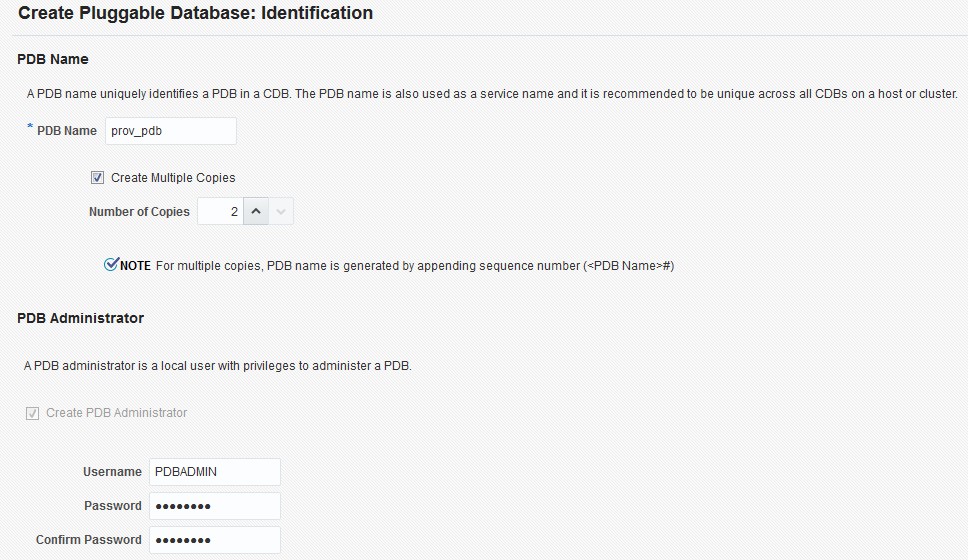 Create Pluggable Database: Identification
PDB Name
A PDB name uniquely identifies a PDB in a CDB. The PDB name is also used as a service name and it is recommended to be unique across all CDBs on a host or cluster.
* PDB Name prov_pdb
Create Multiple Copies
Number of Copies 2
NOTE For multiple copies, PDB name is generated by appending sequence number (<PDB Name>#)
PDB Administrator
A PDB administrator is a local user with privileges to administer a PDB.
Create PDB Administrator
Username PDBADMIN
Password ••••••••
Confirm Password ••••••••